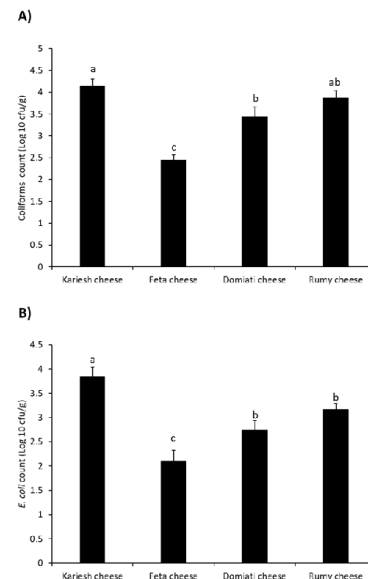 A)
Coliforms count (Log 10 cfu/g)
5
4.5
4
3.5
3
2.5
2
1.5
1
0.5
0
a
c
b
ab
Kariesh cheese Feta cheese Domiati cheese Rumy cheese
B)
E. coli count (Log 10 cfu/g)
4.5
4
3.5
3
2.5
2
1.5
1
0.5
0
a
c
b
b
Kariesh cheese Feta cheese Domiati cheese Rumy cheese